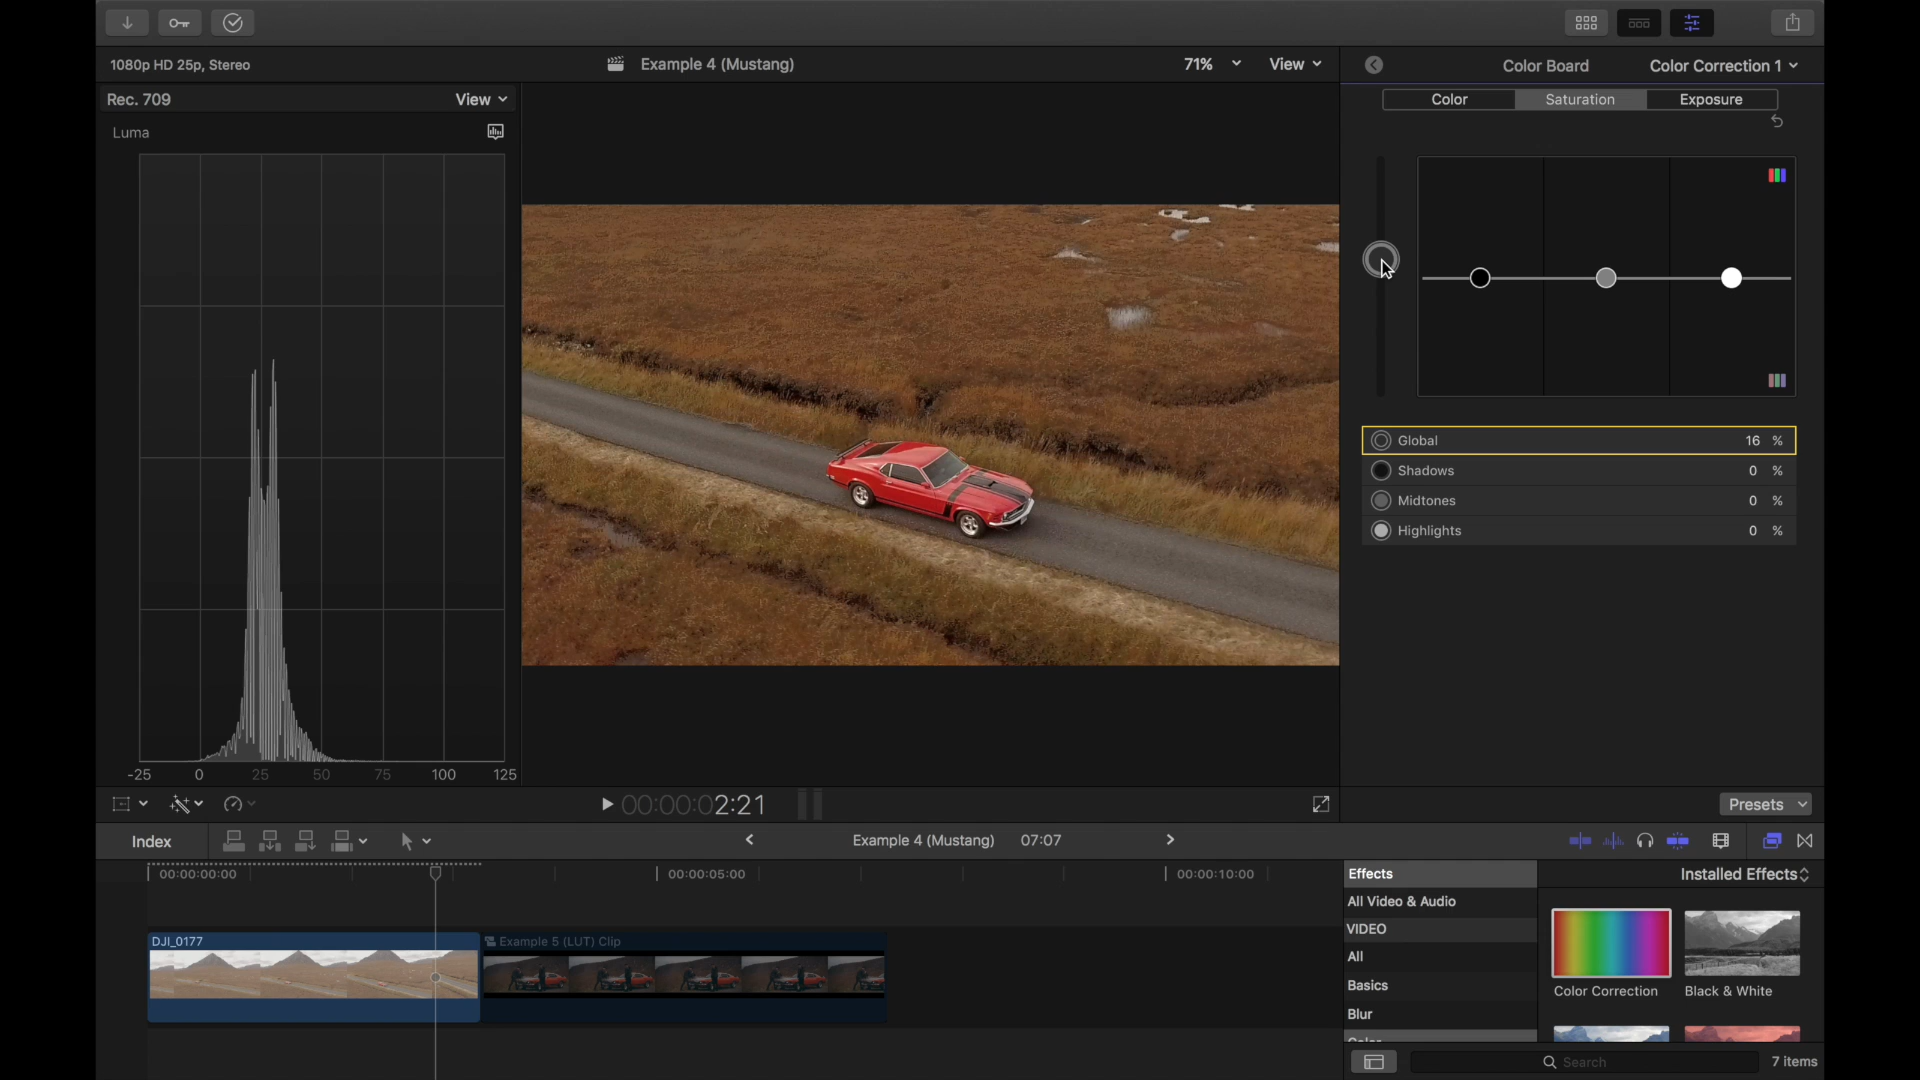 1080p HD 25p, Stereo
Example 4 (Mustang)
71%
View
Color Board
Color Correction 1
Rec. 709
View
Color
Saturation
Exposure
Luma
Global 16 %
Shadows 0 %
Midtones 0 %
Highlights 0 %
-25 0 25 50 75 100 125
00:00:02:21
Presets
Index
Example 4 (Mustang) 07:07
00:00:00:00
00:00:05:00
00:00:10:00
Effects
Installed Effects
All Video & Audio
VIDEO
All
Basics
Blur
Color
DJI_0177
Example 5 (LUT) Clip
Color Correction
Black & White
Search
7 items